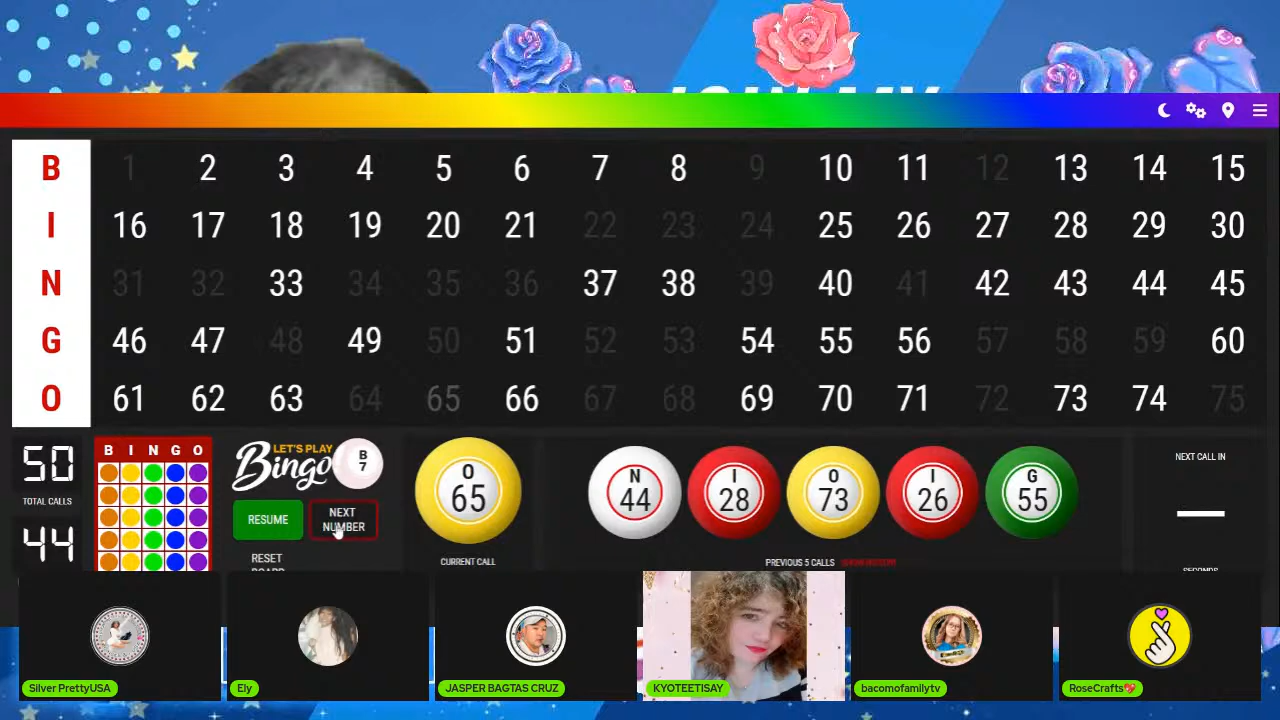 B 1 2 3 4 5 6 7 8 9 10 11 12 13 14 15
I 16 17 18 19 20 21 22 23 24 25 26 27 28 29 30
N 31 32 33 34 35 36 37 38 39 40 41 42 43 44 45
G 46 47 48 49 50 51 52 53 54 55 56 57 58 59 60
O 61 62 63 64 65 66 67 68 69 70 71 72 73 74 75
50
TOTAL CALLS
44
B I N G O
LET'S PLAY
Bingo
B
7
RESUME
NEXT
NUMBER
RESET
O
65
CURRENT CALL
N
44
I
28
O
73
I
26
G
55
PREVIOUS 5 CALLS
NEXT CALL IN
SECONDS
Silver PrettyUSA
Ely
JASPER BAGTAS CRUZ
KYOTEETISAY
bacomofamilytv
RoseCrafts💖